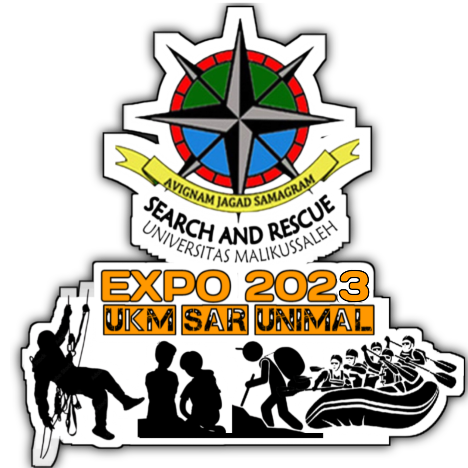 AVIGNAM JAGAD SAMAGRAM
SEARCH AND RESCUE
UNIVERSITAS MALIKUSSALEH
EXPO 2023
UKM SAR UNIMAL